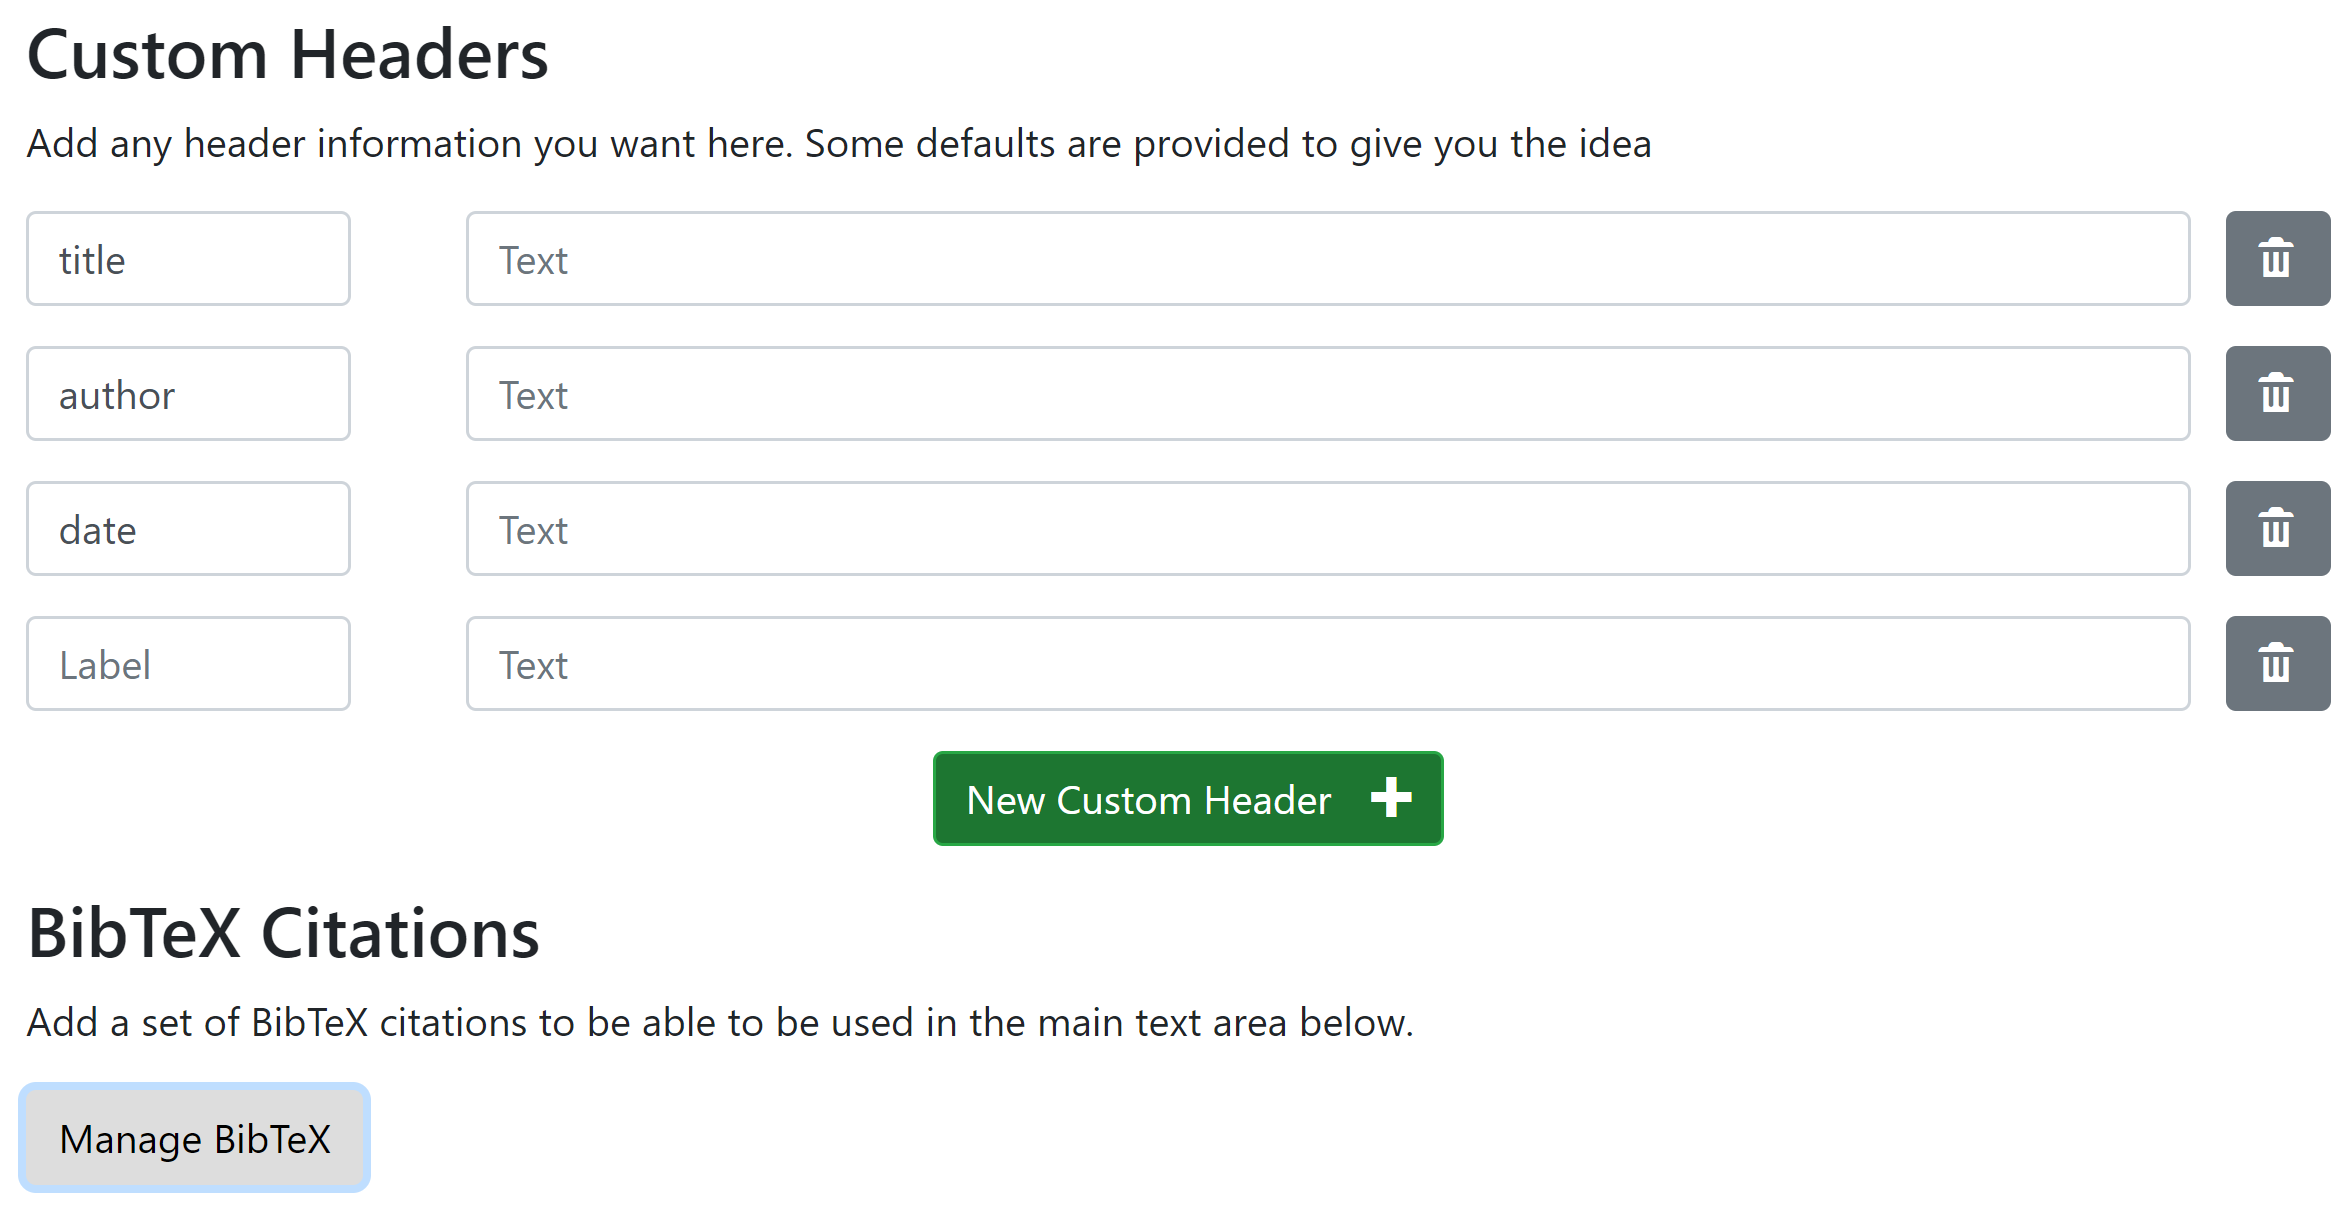 Custom Headers
Add any header information you want here. Some defaults are provided to give you the idea
title Text
author Text
date Text
Label Text
New Custom Header
BibTeX Citations
Add a set of BibTeX citations to be able to be used in the main text area below.
Manage BibTeX